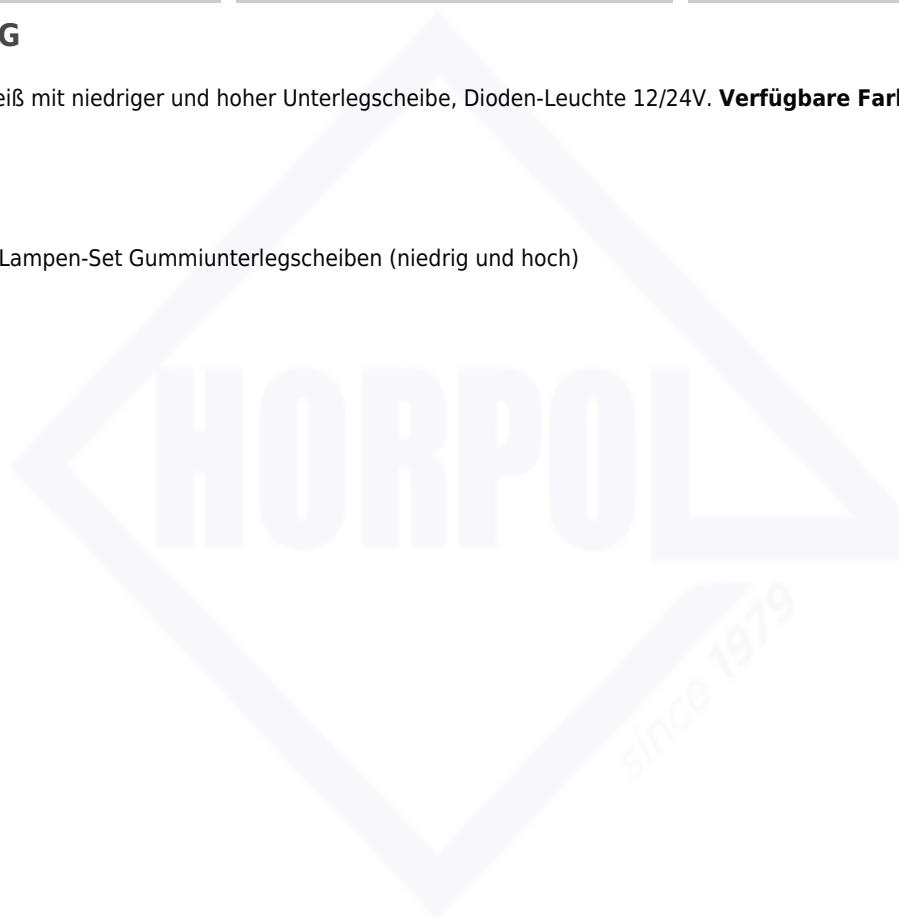 G
eiß mit niedriger und hoher Unterlegscheibe, Dioden-Leuchte 12/24V. Verfügbare Farl
Lampen-Set Gummiunterlegscheiben (niedrig und hoch)
HORPOL
since 1979